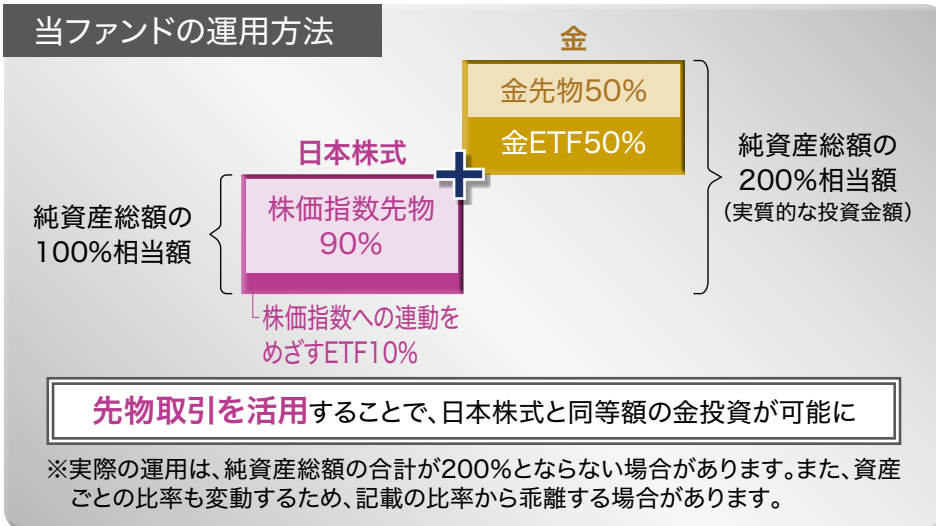 当ファンドの運用方法
金
金先物50%
金ETF50%
日本株式
株価指数先物
90%
純資産総額の
100%相当額
純資産総額の
200%相当額
(実質的な投資金額)
株価指数への連動を
めざすETF10%
先物取引を活用することで、日本株式と同等額の金投資が可能に
※実際の運用は、純資産総額の合計が200%とならない場合があります。また、資産
ごとの比率も変動するため、記載の比率から乖離する場合があります。